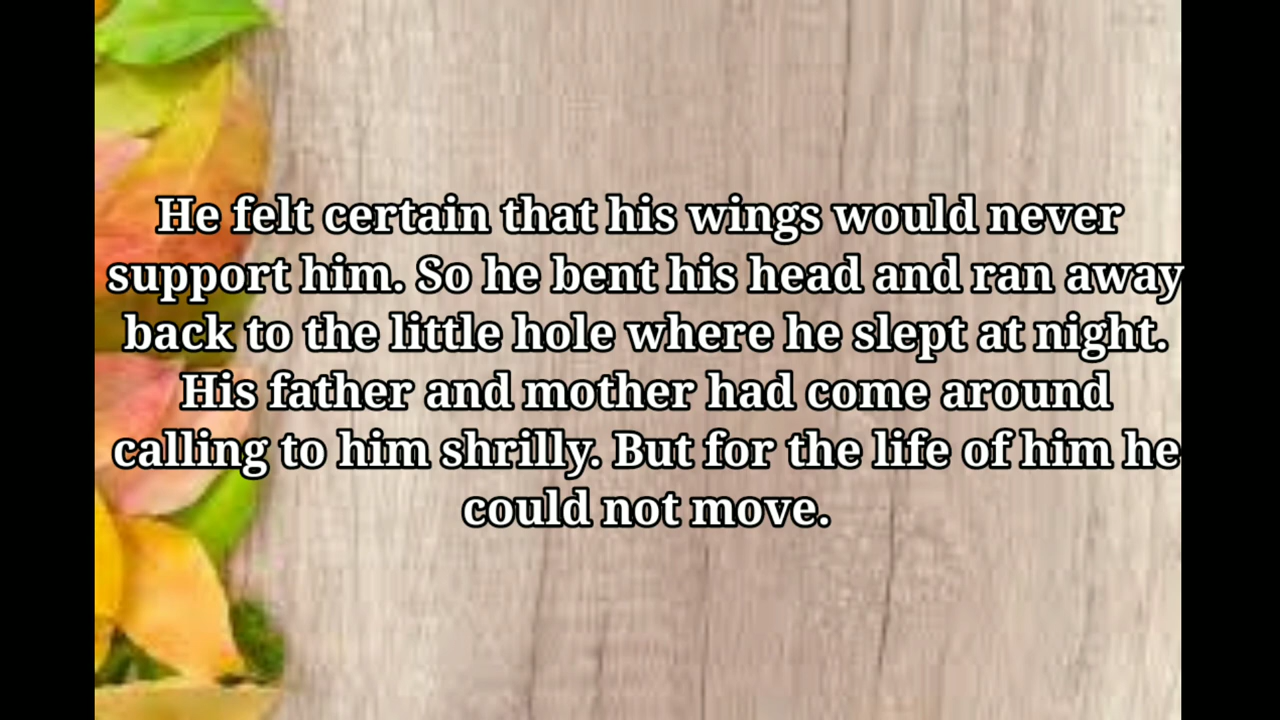 He felt certain that his wings would never
support him. So he bent his head and ran away
back to the little hole where he slept at night.
His father and mother had come around
calling to him shrilly. But for the life of him he
could not move.